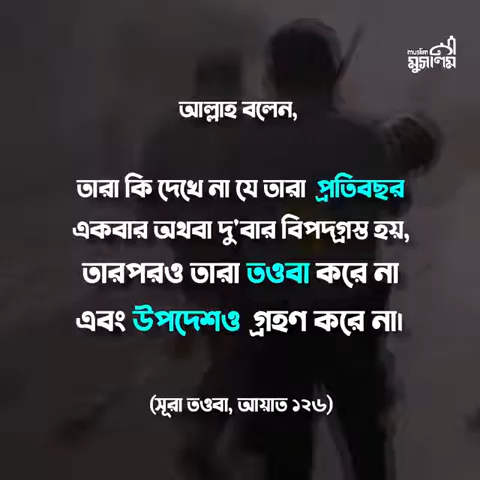 muslim
মুসলিম
আল্লাহ বলেন,
তারা কি দেখে না যে তারা প্রতিবছর
একবার অথবা দু'বার বিপদগ্রস্ত হয়,
তারপরও তারা তওবা করে না
এবং উপদেশও গ্রহণ করে না।
(সূরা তওবা, আয়াত ১২৬)